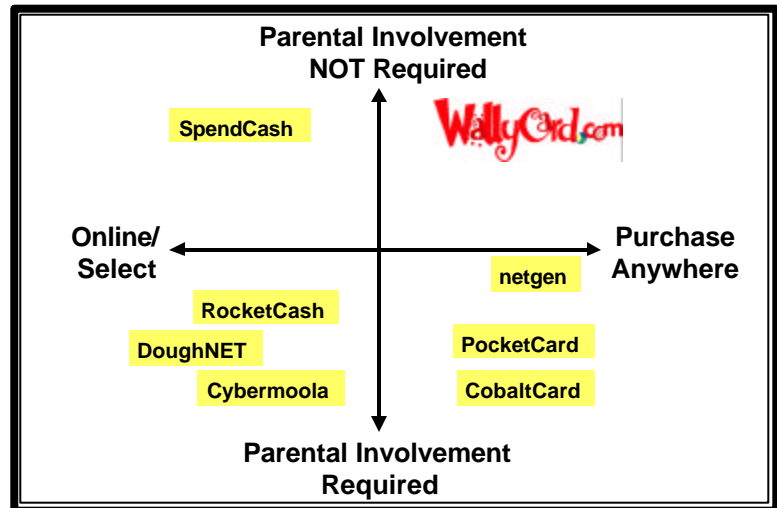 Parental Involvement
NOT Required
SpendCash
WallyCard.com
Online/
Select
Purchase
Anywhere
netgen
RocketCash
DoughNET
PocketCard
Cybermoola
CobaltCard
Parental Involvement
Required